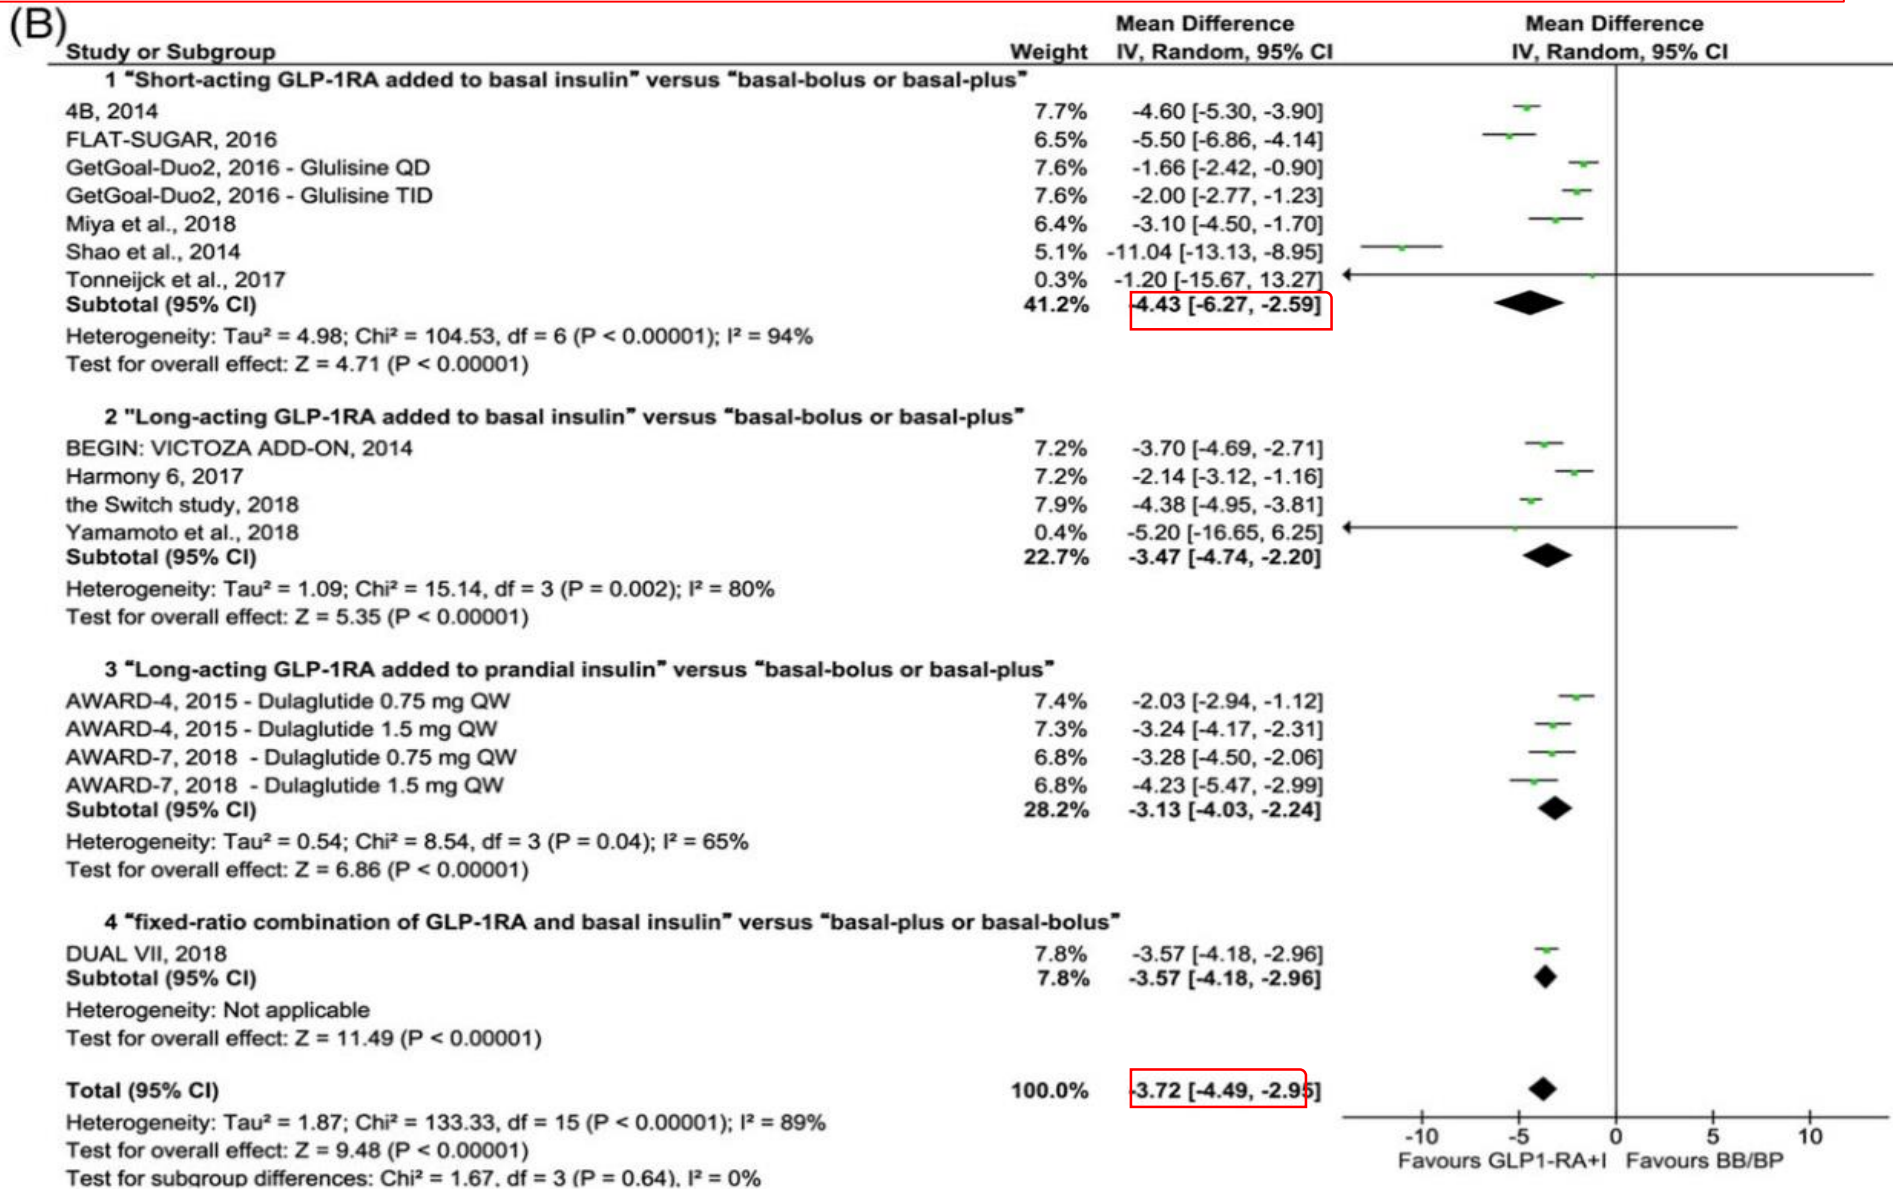 (B)
Mean Difference Mean Difference
Study or Subgroup Weight IV, Random, 95% CI IV, Random, 95% CI
1 “Short-acting GLP-1RA added to basal insulin” versus “basal-bolus or basal-plus”
4B, 2014 7.7% -4.60 [-5.30, -3.90]
FLAT-SUGAR, 2016 6.5% -5.50 [-6.86, -4.14]
GetGoal-Duo2, 2016 - Glulisine QD 7.6% -1.66 [-2.42, -0.90]
GetGoal-Duo2, 2016 - Glulisine TID 7.6% -2.00 [-2.77, -1.23]
Miya et al., 2018 6.4% -3.10 [-4.50, -1.70]
Shao et al., 2014 5.1% -11.04 [-13.13, -8.95]
Tonneijck et al., 2017 0.3% -1.20 [-15.67, 13.27]
Subtotal (95% CI) 41.2% -4.43 [-6.27, -2.59]
Heterogeneity: Tau² = 4.98; Chi² = 104.53, df = 6 (P < 0.00001); I² = 94%
Test for overall effect: Z = 4.71 (P < 0.00001)
2 "Long-acting GLP-1RA added to basal insulin” versus “basal-bolus or basal-plus”
BEGIN: VICTOZA ADD-ON, 2014 7.2% -3.70 [-4.69, -2.71]
Harmony 6, 2017 7.2% -2.14 [-3.12, -1.16]
the Switch study, 2018 7.9% -4.38 [-4.95, -3.81]
Yamamoto et al., 2018 0.4% -5.20 [-16.65, 6.25]
Subtotal (95% CI) 22.7% -3.47 [-4.74, -2.20]
Heterogeneity: Tau² = 1.09; Chi² = 15.14, df = 3 (P = 0.002); I² = 80%
Test for overall effect: Z = 5.35 (P < 0.00001)
3 “Long-acting GLP-1RA added to prandial insulin” versus “basal-bolus or basal-plus”
AWARD-4, 2015 - Dulaglutide 0.75 mg QW 7.4% -2.03 [-2.94, -1.12]
AWARD-4, 2015 - Dulaglutide 1.5 mg QW 7.3% -3.24 [-4.17, -2.31]
AWARD-7, 2018 - Dulaglutide 0.75 mg QW 6.8% -3.28 [-4.50, -2.06]
AWARD-7, 2018 - Dulaglutide 1.5 mg QW 6.8% -4.23 [-5.47, -2.99]
Subtotal (95% CI) 28.2% -3.13 [-4.03, -2.24]
Heterogeneity: Tau² = 0.54; Chi² = 8.54, df = 3 (P = 0.04); I² = 65%
Test for overall effect: Z = 6.86 (P < 0.00001)
4 “fixed-ratio combination of GLP-1RA and basal insulin” versus “basal-plus or basal-bolus”
DUAL VII, 2018 7.8% -3.57 [-4.18, -2.96]
Subtotal (95% CI) 7.8% -3.57 [-4.18, -2.96]
Heterogeneity: Not applicable
Test for overall effect: Z = 11.49 (P < 0.00001)
Total (95% CI) 100.0% -3.72 [-4.49, -2.95]
Heterogeneity: Tau² = 1.87; Chi² = 133.33, df = 15 (P < 0.00001); I² = 89%
Test for overall effect: Z = 9.48 (P < 0.00001)
Test for subgroup differences: Chi² = 1.67, df = 3 (P = 0.64), I² = 0%
-10 -5 0 5 10
Favours GLP1-RA+I Favours BB/BP